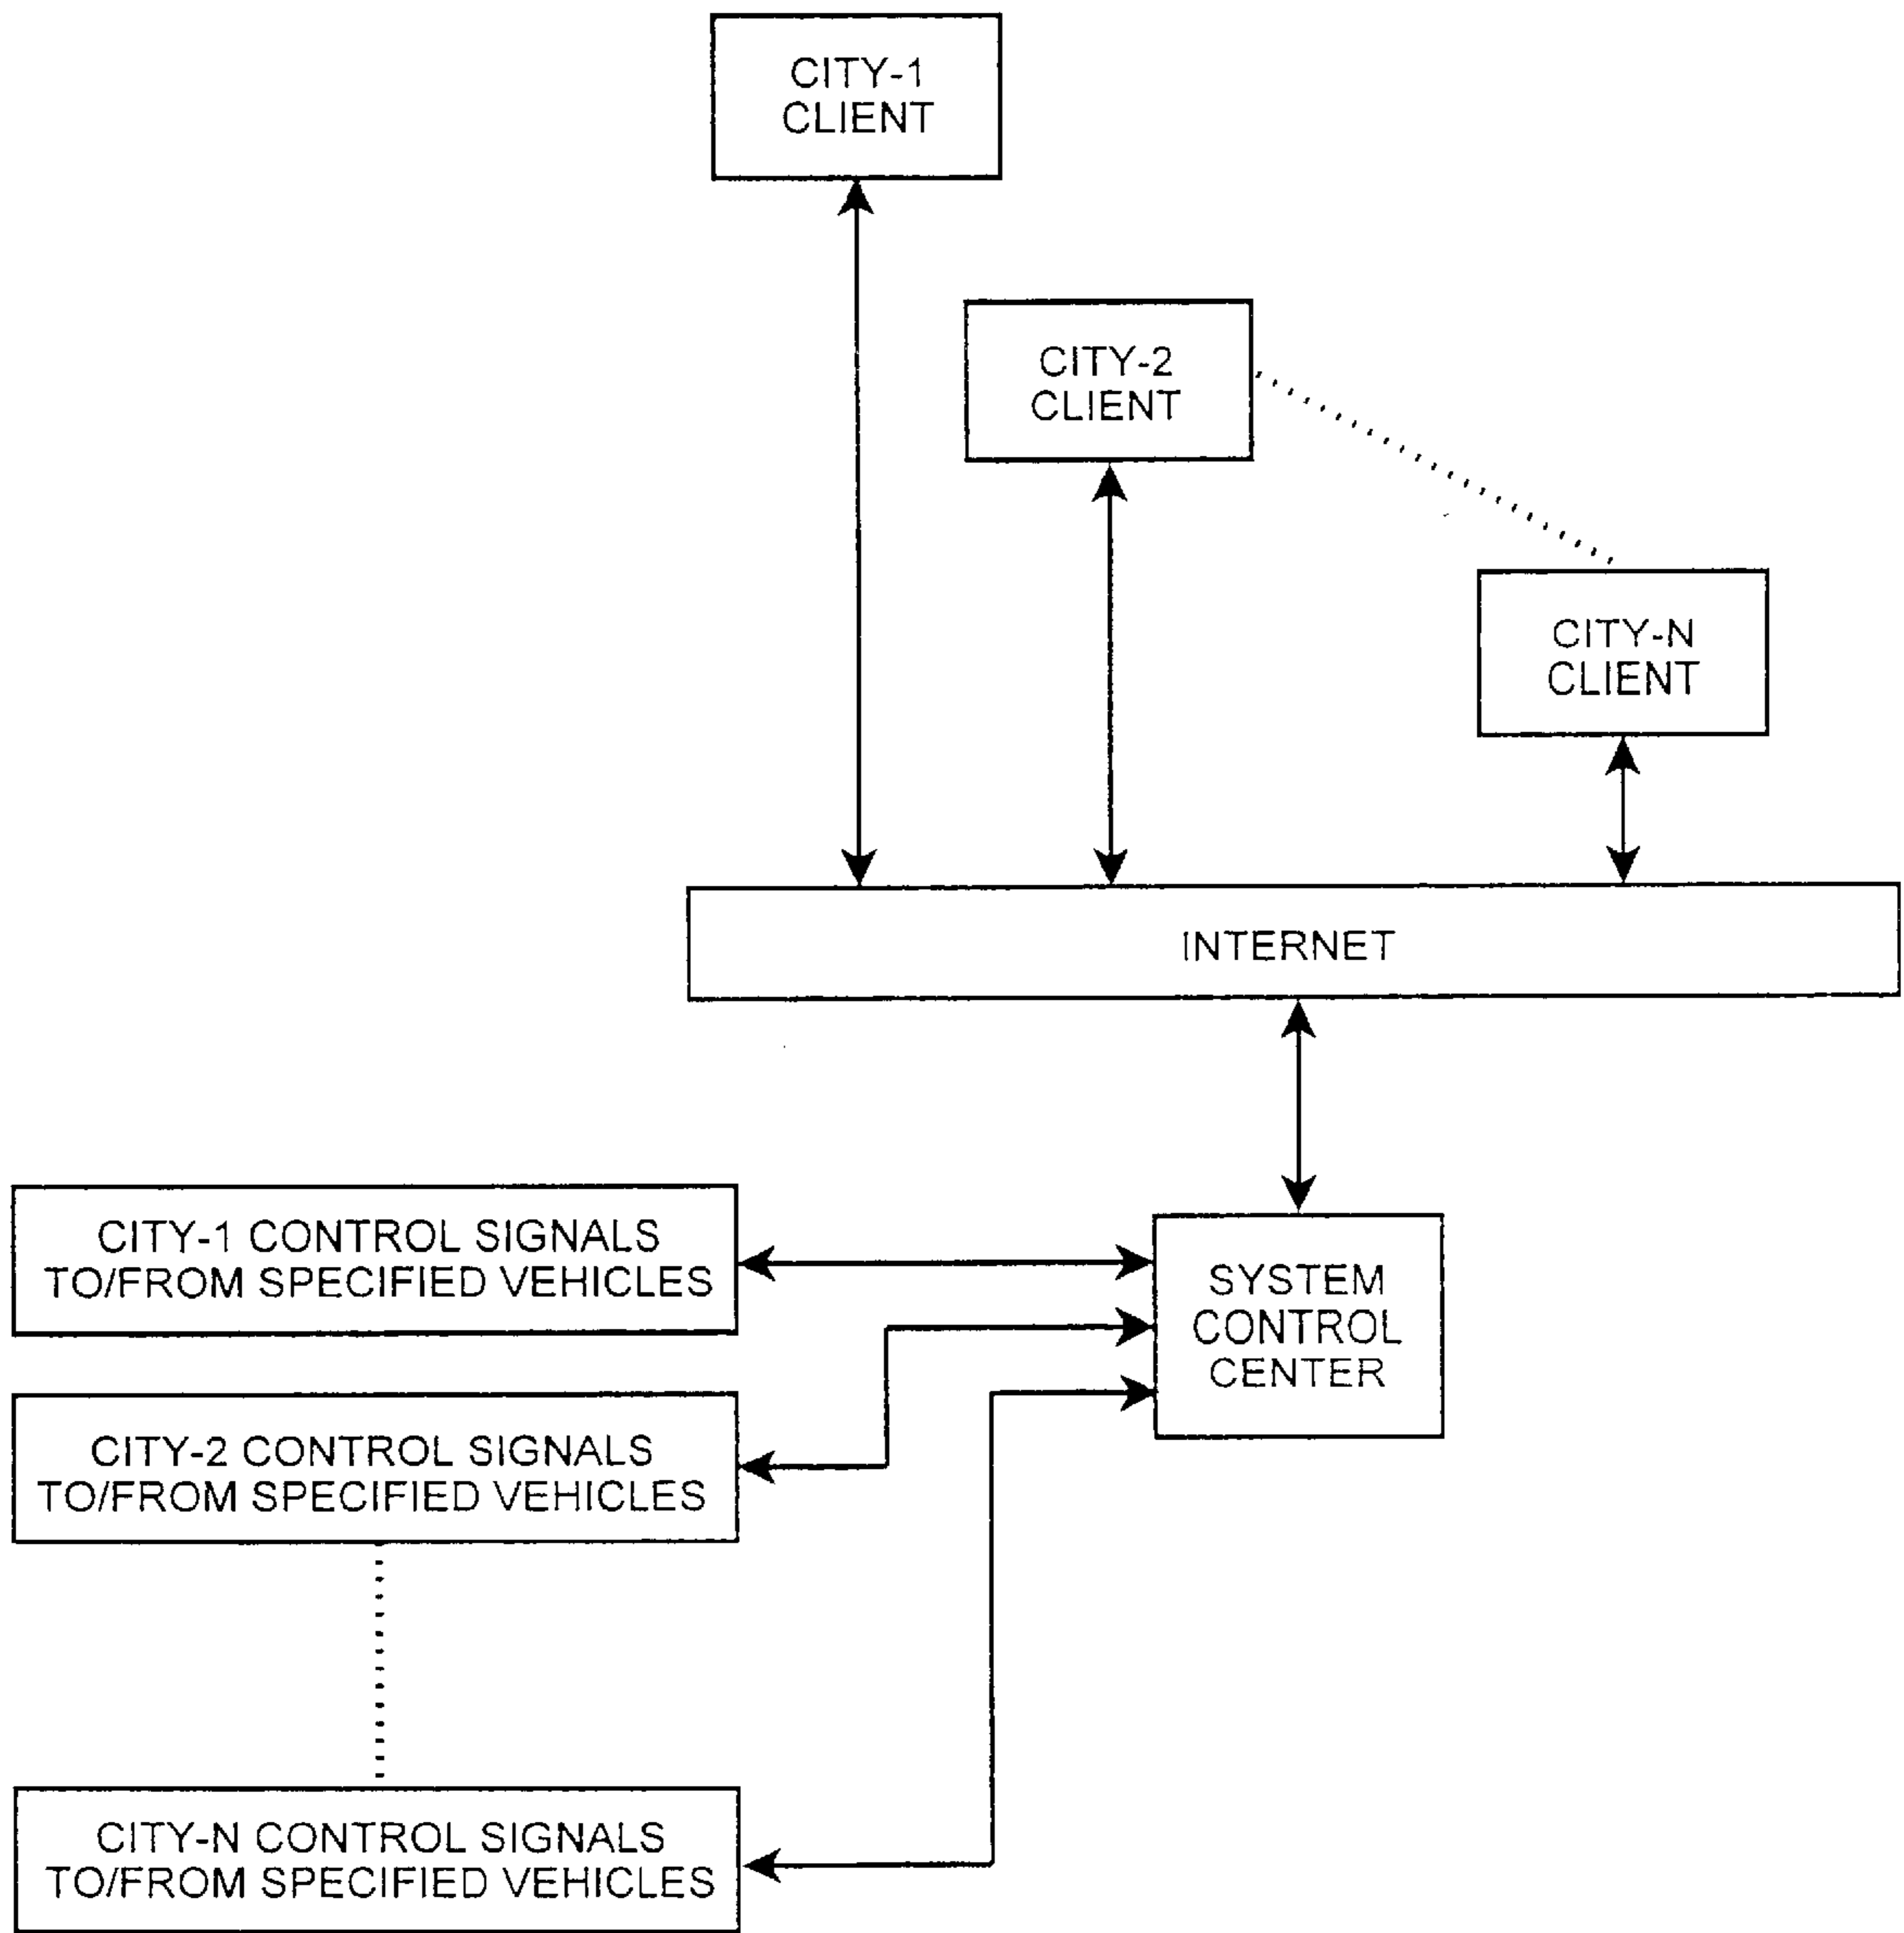 CITY-1
CLIENT
CITY-2
CLIENT
CITY-N
CLIENT
INTERNET
CITY-1 CONTROL SIGNALS
TO/FROM SPECIFIED VEHICLES
SYSTEM
CONTROL
CENTER
CITY-2 CONTROL SIGNALS
TO/FROM SPECIFIED VEHICLES
CITY-N CONTROL SIGNALS
TO/FROM SPECIFIED VEHICLES